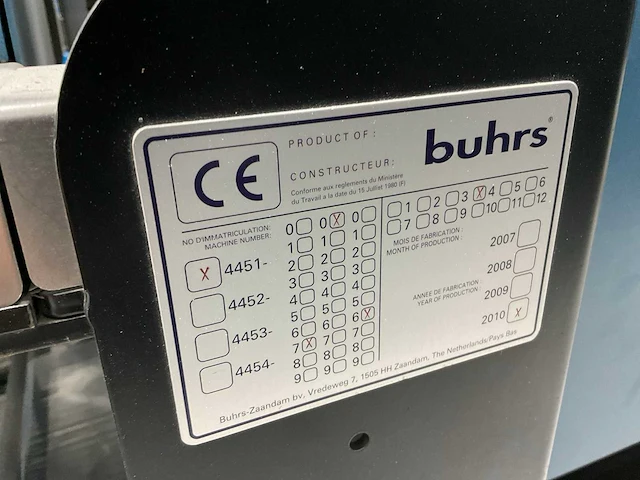 CE
PRODUCT OF :
CONSTRUCTEUR :
buhrs®
Conforme aux reglements du Ministère
du Travail a la date du 15 Juillet 1980 (F)
NO D'IMMATRICULATION:
MACHINE NUMBER:
X 4451-
4452-
4453-
4454-
0 0 X 0
1 1 1
2 2 2
3 3 3
4 4 4
5 5 5
6 6 6 X
7 X 7 7
8 8 8
9 9 9
1 2 3 X 4 5 6
7 8 9 10 11 12
MOIS DE FABRICATION :
MONTH OF PRODUCTION :
2007
2008
2009
2010 X
ANNÉE DE FABRICATION :
YEAR OF PRODUCTION :
Buhrs-Zaandam bv, Vredeweg 7, 1505 HH Zaandam, The Netherlands/Pays Bas